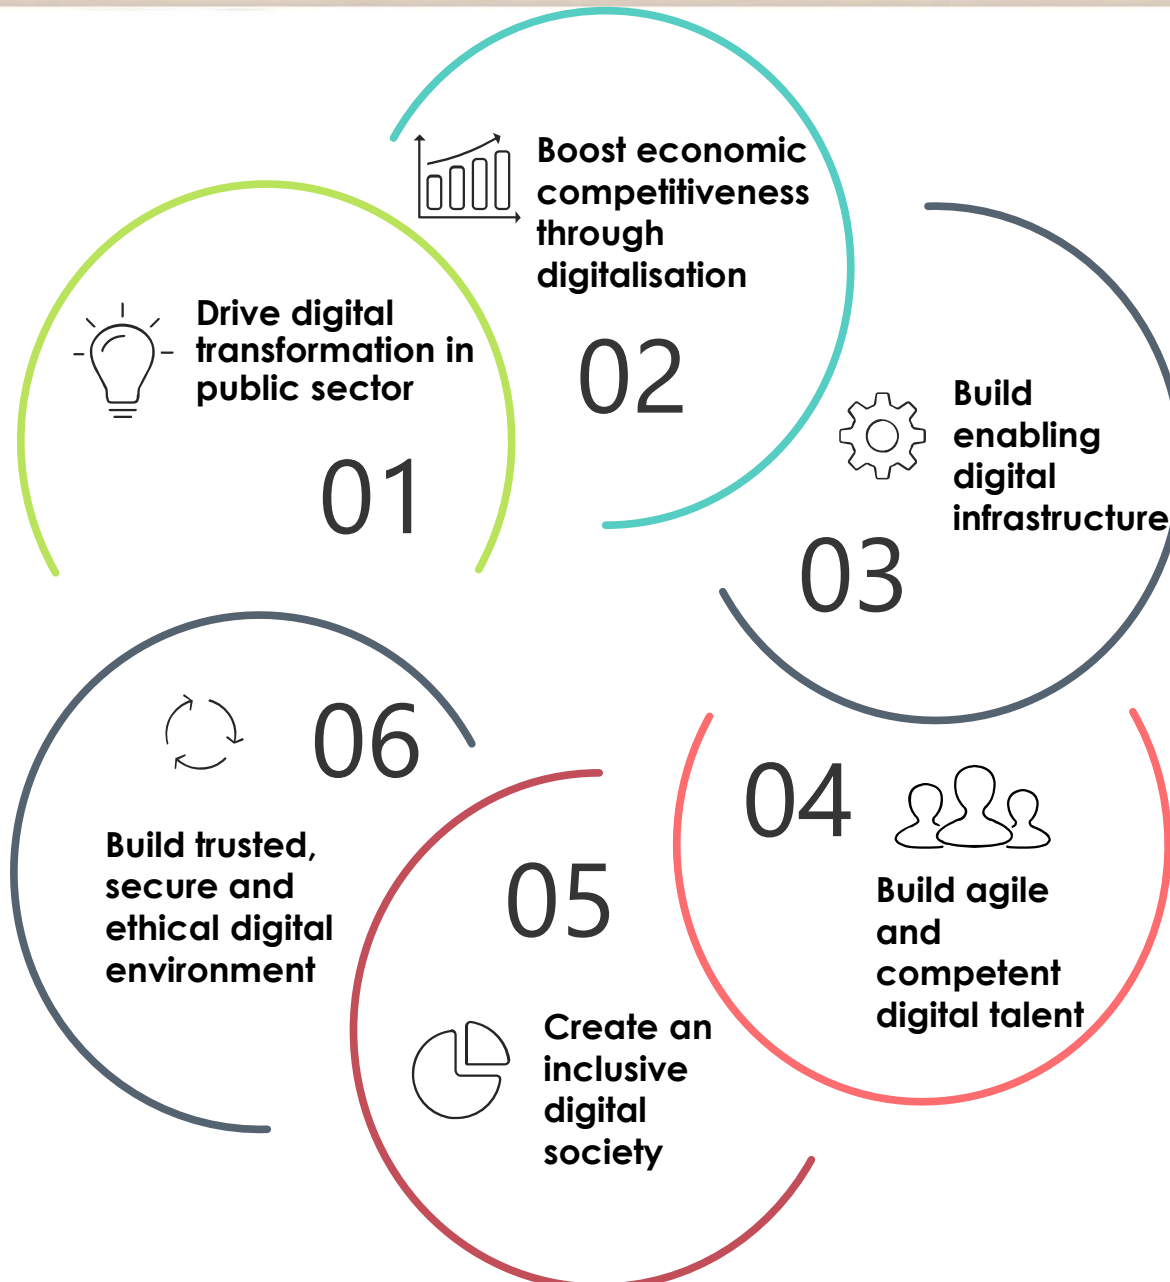 Drive digital
transformation in
public sector
01
Boost economic
competitiveness
through
digitalisation
02
Build
enabling
digital
infrastructure
03
04
Build agile
and
competent
digital talent
05
Create an
inclusive
digital
society
06
Build trusted,
secure and
ethical digital
environment